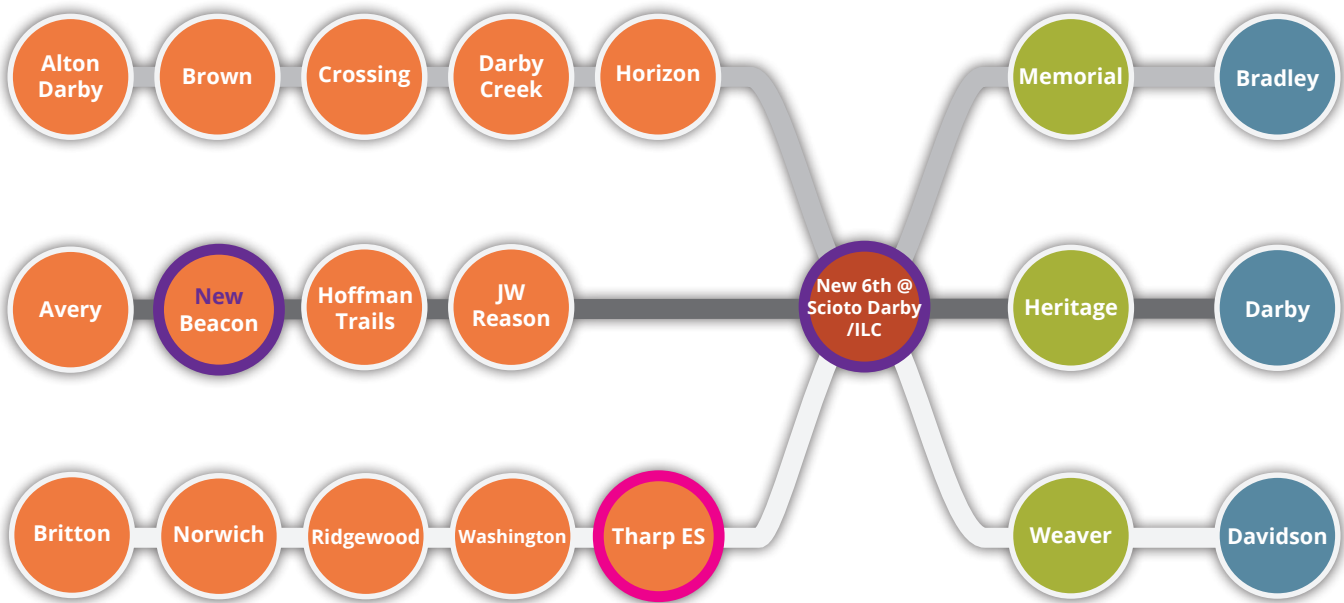 Alton
Darby
Brown
Crossing
Darby
Creek
Horizon
Memorial
Bradley
Avery
New
Beacon
Hoffman
Trails
JW
Reason
New 6th @
Scioto Darby
/ILC
Heritage
Darby
Britton
Norwich
Ridgewood
Washington
Tharp ES
Weaver
Davidson